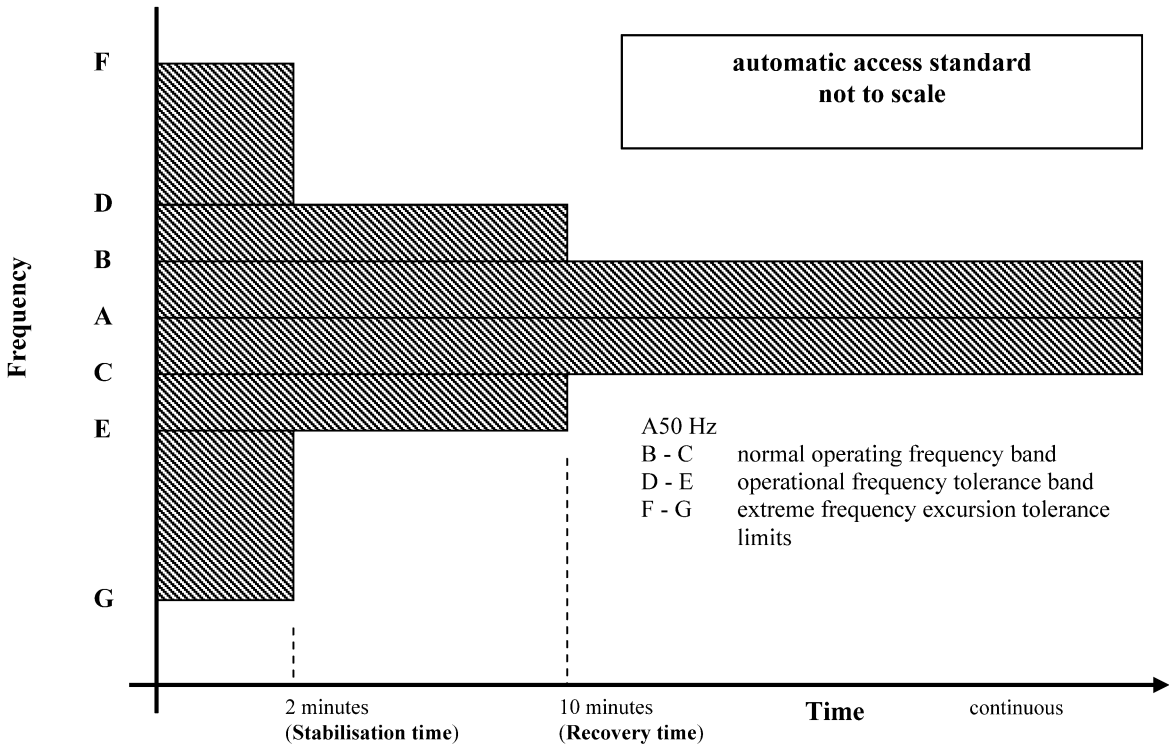 automatic access standard
not to scale
F
D
B
A
C
E
G
Frequency
A50 Hz
B - C normal operating frequency band
D - E operational frequency tolerance band
F - G extreme frequency excursion tolerance
limits
2 minutes
(Stabilisation time)
10 minutes
(Recovery time)
Time
continuous